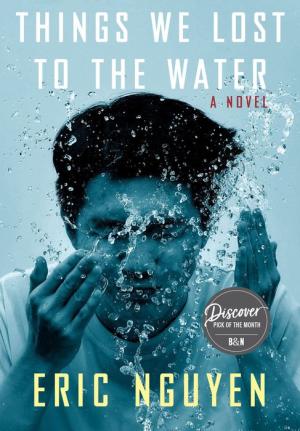 THINGS WE LOST
TO THE WATER
A NOVEL
Discover
PICK OF THE MONTH
B&N
ERIC NGUYEN